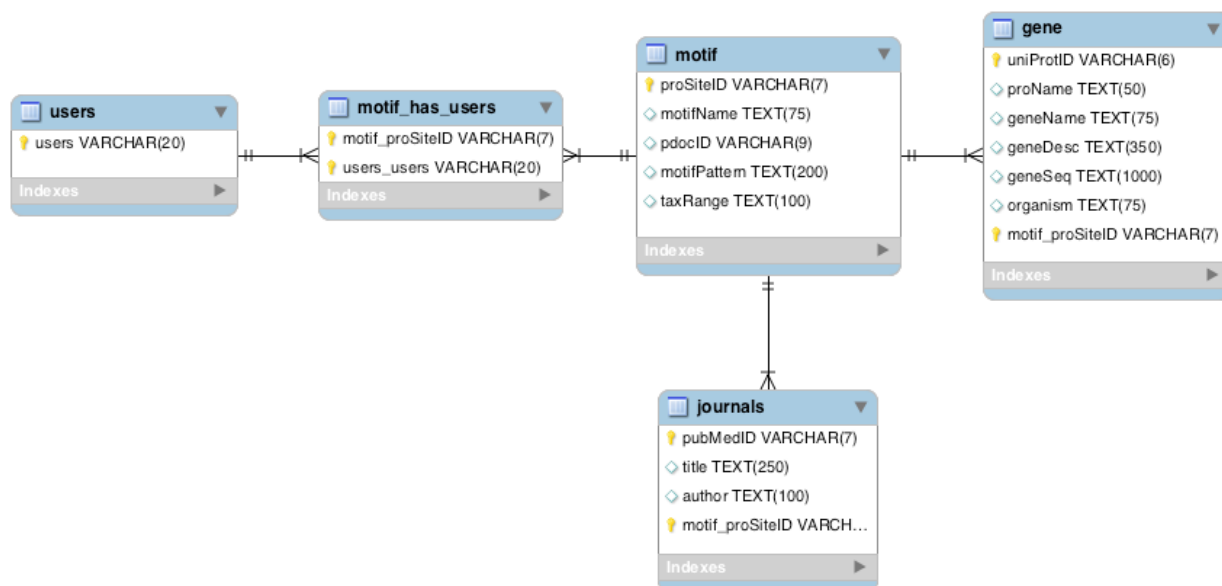 users
users VARCHAR(20)
Indexes
motif_has_users
motif_proSiteID VARCHAR(7)
users_users VARCHAR(20)
Indexes
motif
proSiteID VARCHAR(7)
motifName TEXT(75)
pdocID VARCHAR(9)
motifPattern TEXT(200)
taxRange TEXT(100)
Indexes
gene
uniProtID VARCHAR(6)
proName TEXT(50)
geneName TEXT(75)
geneDesc TEXT(350)
geneSeq TEXT(1000)
organism TEXT(75)
motif_proSiteID VARCHAR(7)
Indexes
journals
pubMedID VARCHAR(7)
title TEXT(250)
author TEXT(100)
motif_proSiteID VARCH...
Indexes